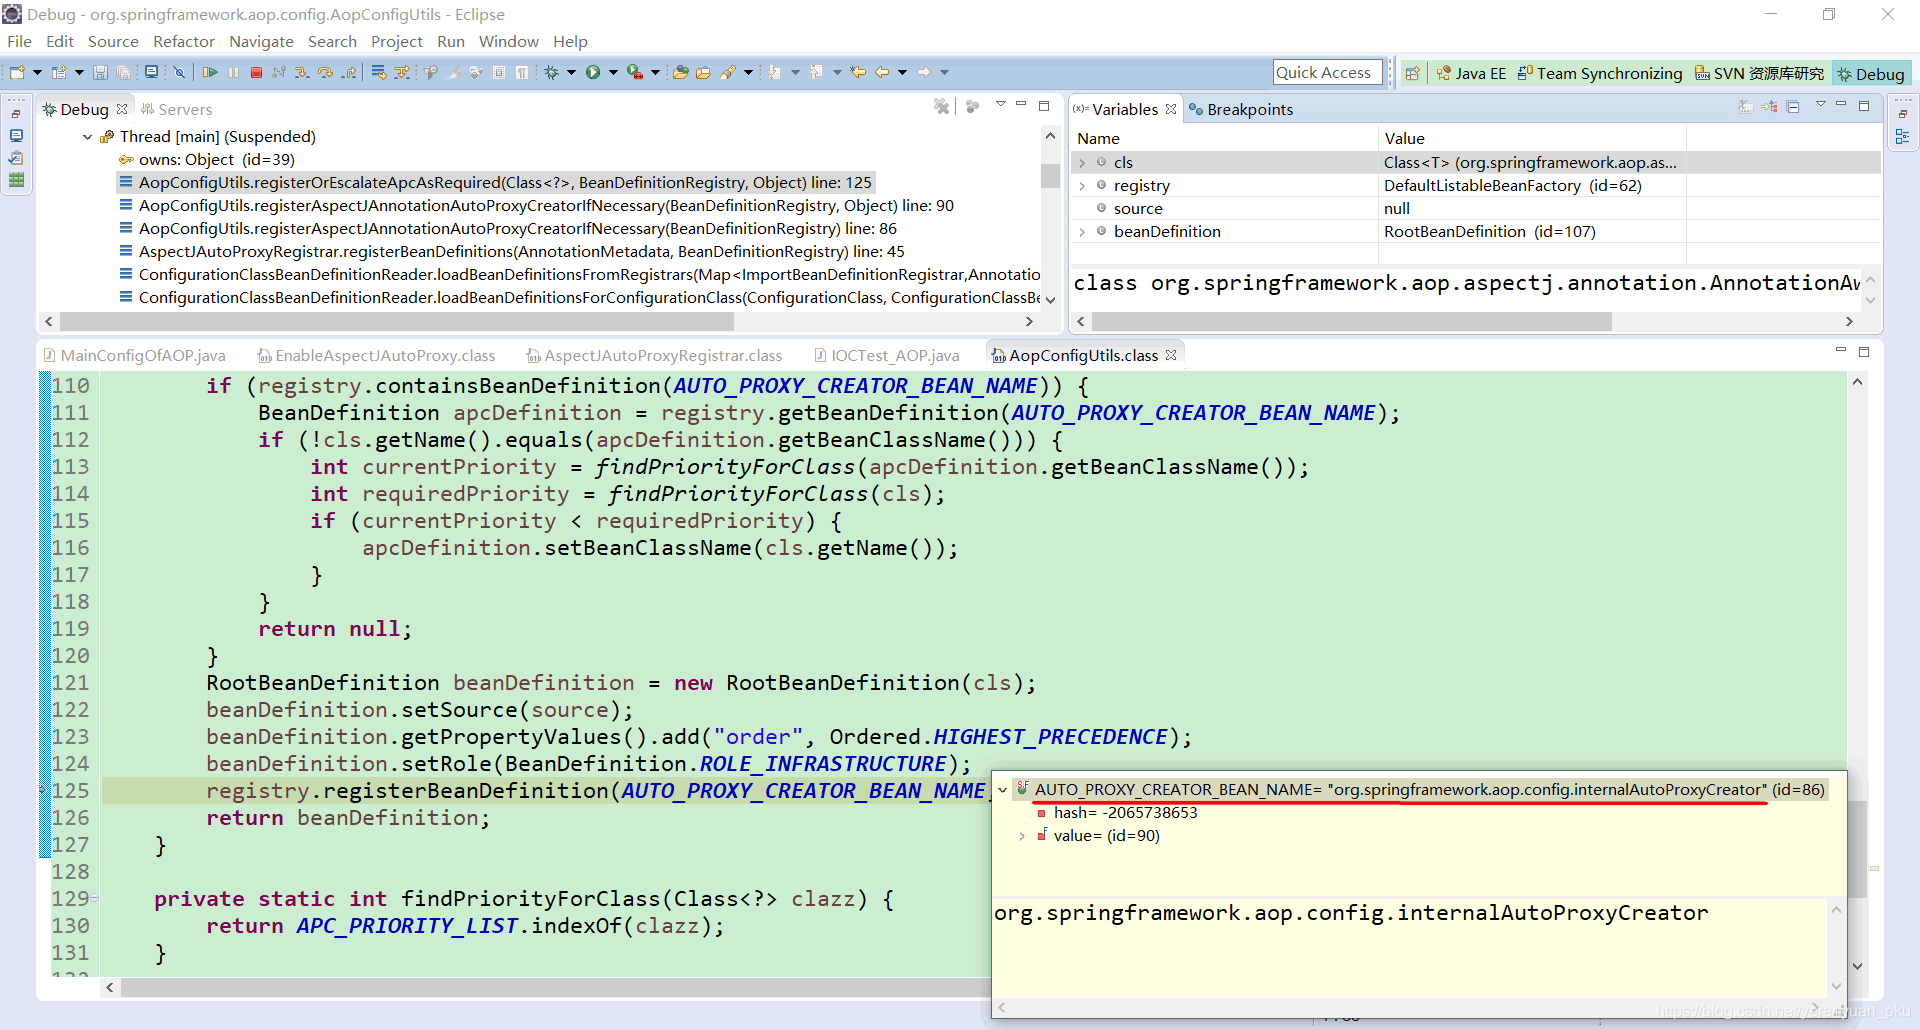 Debug - org.springframework.aop.config.AopConfigUtils - Eclipse
File Edit Source Refactor Navigate Search Project Run Window Help
Quick Access
Java EE Team Synchronizing SVN 资源库研究 Debug
Debug Servers
Thread [main] (Suspended)
owns: Object (id=39)
AopConfigUtils.registerOrEscalateApcAsRequired(Class<?>, BeanDefinitionRegistry, Object) line: 125
AopConfigUtils.registerAspectJAnnotationAutoProxyCreatorIfNecessary(BeanDefinitionRegistry, Object) line: 90
AopConfigUtils.registerAspectJAnnotationAutoProxyCreatorIfNecessary(BeanDefinitionRegistry) line: 86
AspectJAutoProxyRegistrar.registerBeanDefinitions(AnnotationMetadata, BeanDefinitionRegistry) line: 45
ConfigurationClassBeanDefinitionReader.loadBeanDefinitionsFromRegistrars(Map<ImportBeanDefinitionRegistrar,Annotatio
ConfigurationClassBeanDefinitionReader.loadBeanDefinitionsForConfigurationClass(ConfigurationClass, ConfigurationClassBe
(x)= Variables Breakpoints
Name Value
cls Class<T> (org.springframework.aop.as...
registry DefaultListableBeanFactory (id=62)
source null
beanDefinition RootBeanDefinition (id=107)
class org.springframework.aop.aspectj.annotation.AnnotationAw
MainConfigOfAOP.java EnableAspectJAutoProxy.class AspectJAutoProxyRegistrar.class IOCTest_AOP.java AopConfigUtils.class
110 if (registry.containsBeanDefinition(AUTO_PROXY_CREATOR_BEAN_NAME)) {
111 BeanDefinition apcDefinition = registry.getBeanDefinition(AUTO_PROXY_CREATOR_BEAN_NAME);
112 if (!cls.getName().equals(apcDefinition.getBeanClassName())) {
113 int currentPriority = findPriorityForClass(apcDefinition.getBeanClassName());
114 int requiredPriority = findPriorityForClass(cls);
115 if (currentPriority < requiredPriority) {
116 apcDefinition.setBeanClassName(cls.getName());
117 }
118 }
119 return null;
120 }
121 RootBeanDefinition beanDefinition = new RootBeanDefinition(cls);
122 beanDefinition.setSource(source);
123 beanDefinition.getPropertyValues().add("order", Ordered.HIGHEST_PRECEDENCE);
124 beanDefinition.setRole(BeanDefinition.ROLE_INFRASTRUCTURE);
125 registry.registerBeanDefinition(AUTO_PROXY_CREATOR_BEAN_NAME,
126 return beanDefinition;
127 }
128
129 private static int findPriorityForClass(Class<?> clazz) {
130 return APC_PRIORITY_LIST.indexOf(clazz);
131 }
AUTO_PROXY_CREATOR_BEAN_NAME= "org.springframework.aop.config.internalAutoProxyCreator" (id=86)
hash= -2065738653
value= (id=90)
org.springframework.aop.config.internalAutoProxyCreator